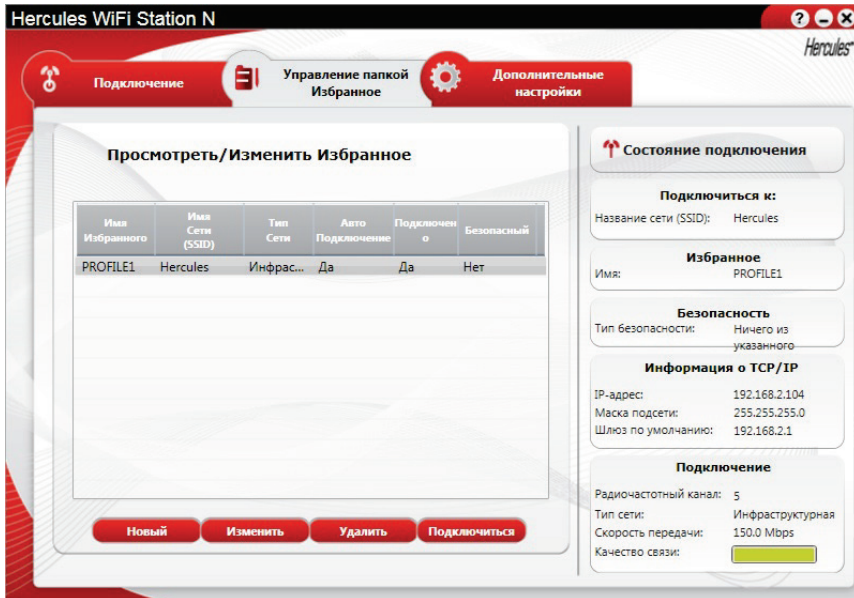 Hercules WiFi Station N
Hercules
Подключение
Управление папкой
Избранное
Дополнительные
настройки
Просмотреть/Изменить Избранное
Имя
Избранного
Имя
Сети
(SSID)
Тип
Сети
Авто
Подключение
Подключен
о
Безопасный
PROFILE1 Hercules Инфрас... Да Да Нет
Новый Изменить Удалить Подключиться
Состояние подключения
Подключиться к:
Название сети (SSID): Hercules
Избранное
Имя: PROFILE1
Безопасность
Тип безопасности: Ничего из
указанного
Информация о TCP/IP
IP-адрес: 192.168.2.104
Маска подсети: 255.255.255.0
Шлюз по умолчанию: 192.168.2.1
Подключение
Радиочастотный канал: 5
Тип сети: Инфраструктурная
Скорость передачи: 150.0 Mbps
Качество связи: